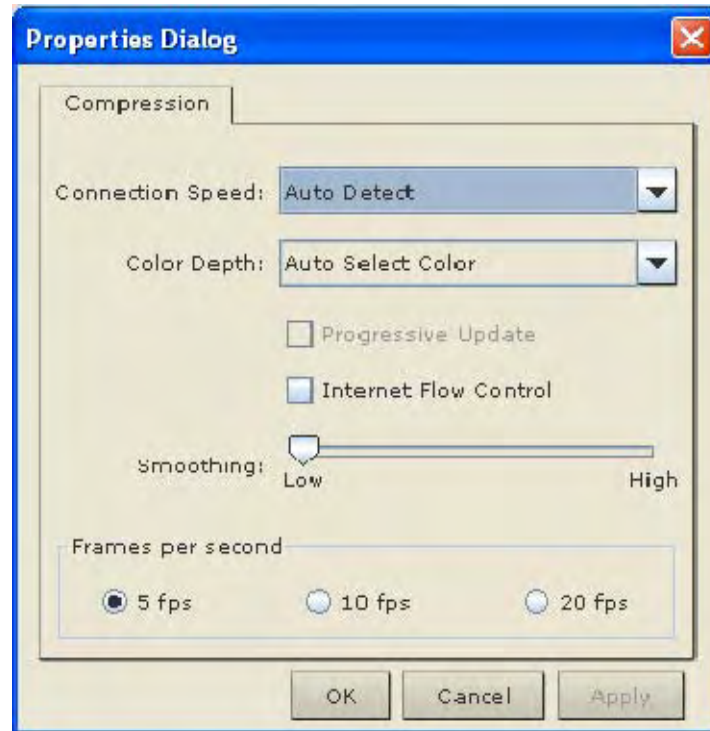 Properties Dialog
Compression
Connection Speed: Auto Detect
Color Depth: Auto Select Color
Progressive Update
Internet Flow Control
Smoothing:
Low High
Frames per second
5 fps 10 fps 20 fps
OK Cancel Apply